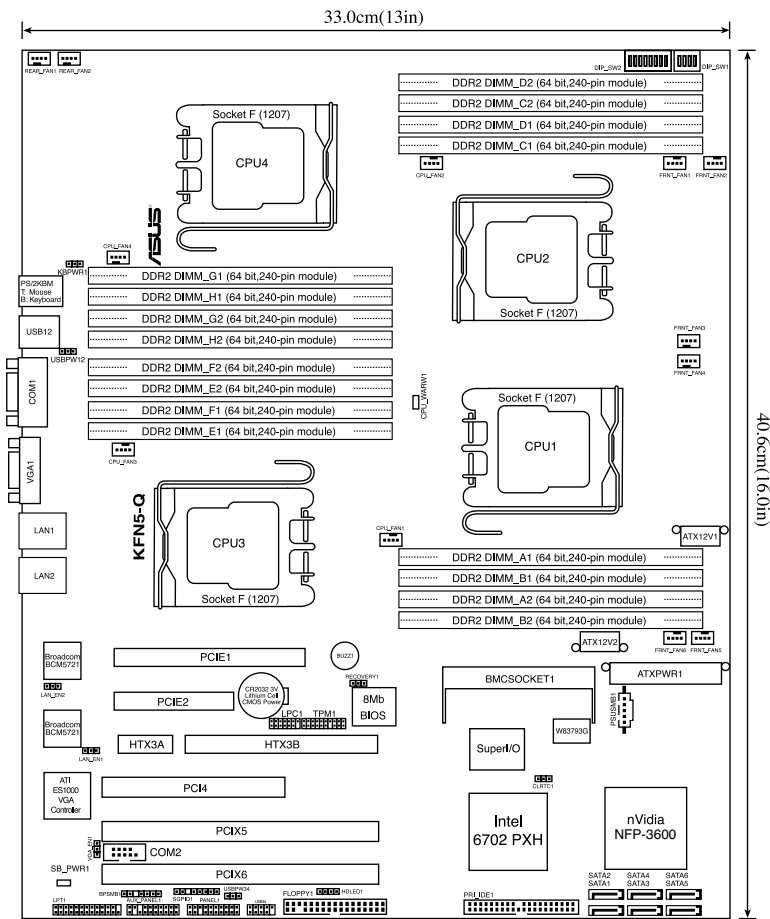 33.0cm(13in)
REAR_FAN1 REAR_FAN2
DIP_SW2 DIP_SW1
DDR2 DIMM_D2 (64 bit,240-pin module)
DDR2 DIMM_C2 (64 bit,240-pin module)
DDR2 DIMM_D1 (64 bit,240-pin module)
DDR2 DIMM_C1 (64 bit,240-pin module)
Socket F (1207)
CPU4
CPU_FAN2
FRNT_FAN1 FRNT_FAN2
ASUS
CPU_FAN4
KBPWR1
PS/2KBM
T: Mouse
B: Keyboard
USB12
USBPW12
COM1
VGA1
LAN1
LAN2
CPU2
Socket F (1207)
DDR2 DIMM_G1 (64 bit,240-pin module)
DDR2 DIMM_H1 (64 bit,240-pin module)
DDR2 DIMM_G2 (64 bit,240-pin module)
DDR2 DIMM_H2 (64 bit,240-pin module)
DDR2 DIMM_F2 (64 bit,240-pin module)
DDR2 DIMM_E2 (64 bit,240-pin module)
DDR2 DIMM_F1 (64 bit,240-pin module)
DDR2 DIMM_E1 (64 bit,240-pin module)
FRNT_FAN3
FRNT_FAN4
CPU_WARW1
40.6cm(16.0in)
Socket F (1207)
CPU1
CPU_FAN3
KFN5-Q
CPU3
Socket F (1207)
CPU_FAN1
ATX12V1
DDR2 DIMM_A1 (64 bit,240-pin module)
DDR2 DIMM_B1 (64 bit,240-pin module)
DDR2 DIMM_A2 (64 bit,240-pin module)
DDR2 DIMM_B2 (64 bit,240-pin module)
ATX12V2
FRNT_FAN6 FRNT_FAN5
ATXPWR1
PSUSMB1
Broadcom
BCM5721
LAN_EN2
PCIE1
BUZZ1
RECOVERY1
BMCSOCKET1
PCIE2
CR2032 3V
Lithium Cell
CMOS Power
LPC1 TPM1
8Mb
BIOS
Broadcom
BCM5721
LAN_EN1
HTX3A
HTX3B
SuperI/O
W83793G
CLRTC1
ATI
ES1000
VGA
Controller
PCI4
Intel
6702 PXH
nVidia
NFP-3600
PCIX5
VGA_EN1
COM2
SB_PWR1
PCIX6
SATA2 SATA4 SATA6
SATA1 SATA3 SATA5
LPT1
BPSMB1
AUX_PANEL1
SGPIO1
PANEL1
USBPW34
USB34
FLOPPY1
HDLED1
PRI_IDE1